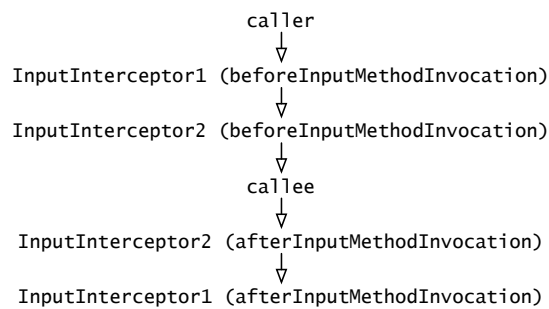 caller
InputInterceptor1 (beforeInputMethodInvocation)
InputInterceptor2 (beforeInputMethodInvocation)
callee
InputInterceptor2 (afterInputMethodInvocation)
InputInterceptor1 (afterInputMethodInvocation)